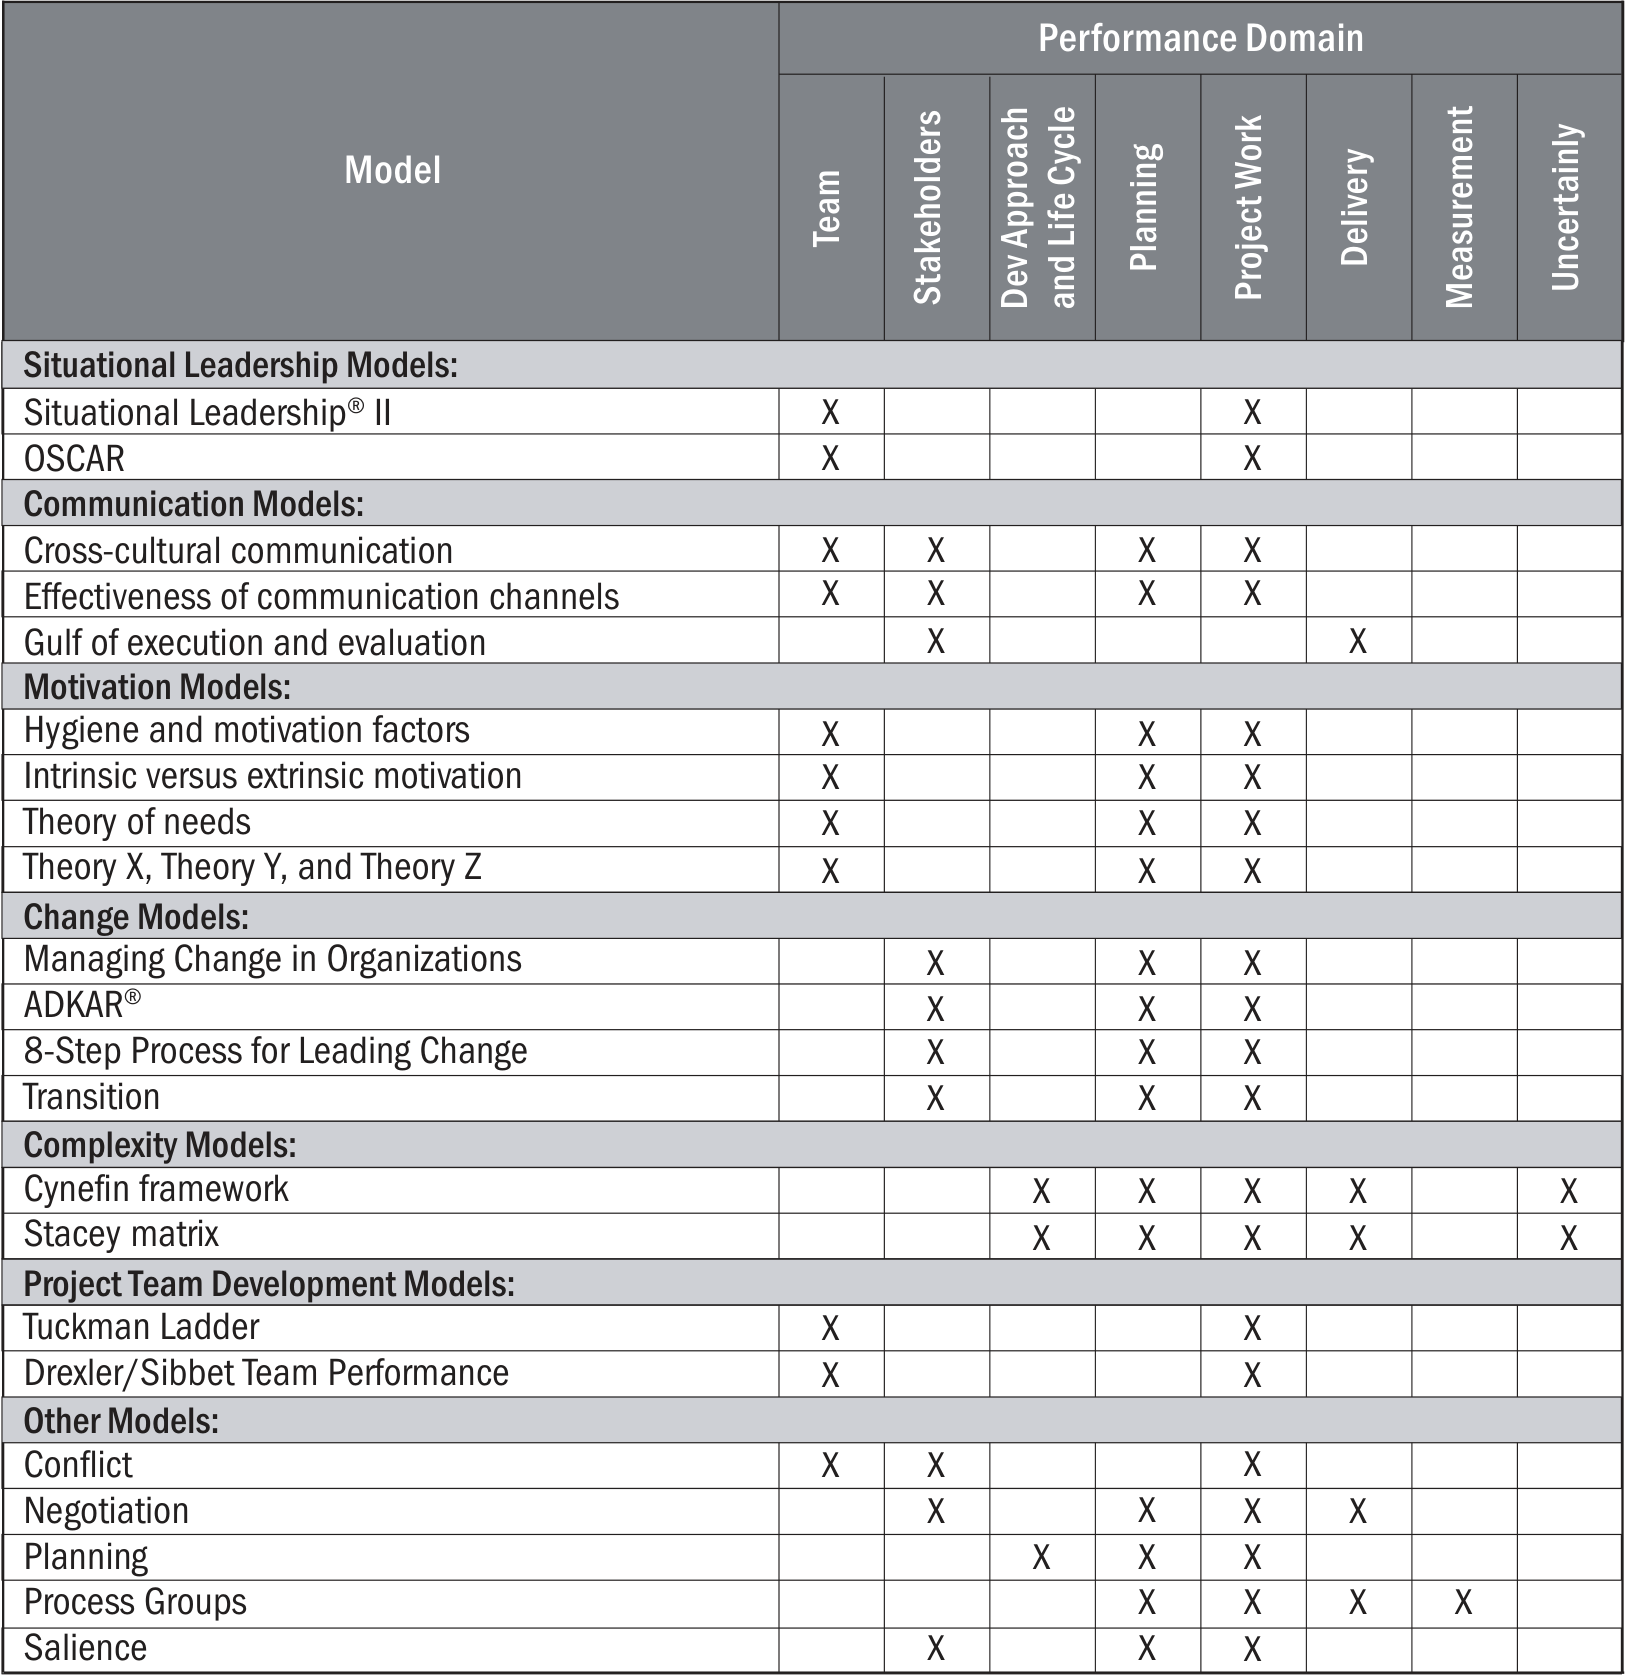 Performance Domain
Model
Team
Stakeholders
Dev Approach
and Life Cycle
Planning
Project Work
Delivery
Measurement
Uncertainly
Situational Leadership Models:
Situational Leadership® II X X
OSCAR X X
Communication Models:
Cross-cultural communication X X X X
Effectiveness of communication channels X X X X
Gulf of execution and evaluation X X
Motivation Models:
Hygiene and motivation factors X X X
Intrinsic versus extrinsic motivation X X X
Theory of needs X X X
Theory X, Theory Y, and Theory Z X X X
Change Models:
Managing Change in Organizations X X X
ADKAR® X X X
8-Step Process for Leading Change X X X
Transition X X X
Complexity Models:
Cynefin framework X X X X X
Stacey matrix X X X X X
Project Team Development Models:
Tuckman Ladder X X
Drexler/Sibbet Team Performance X X
Other Models:
Conflict X X X
Negotiation X X X X
Planning X X X
Process Groups X X X X
Salience X X X